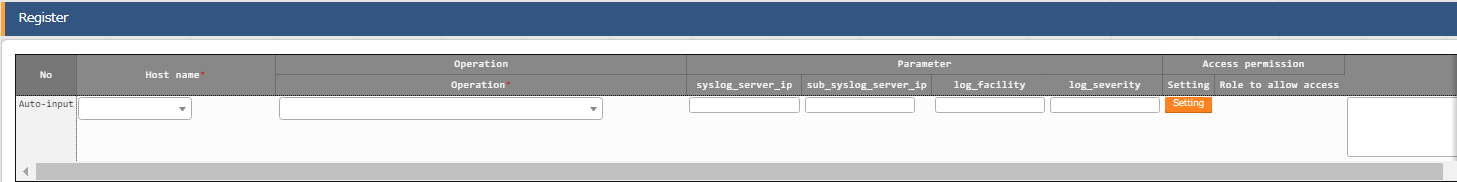 Register
No
Host name*
Operation
Operation*
Parameter
syslog_server_ip
sub_syslog_server_ip
log_facility
log_severity
Access permission
Setting
Role to allow access
Auto-input
Setting